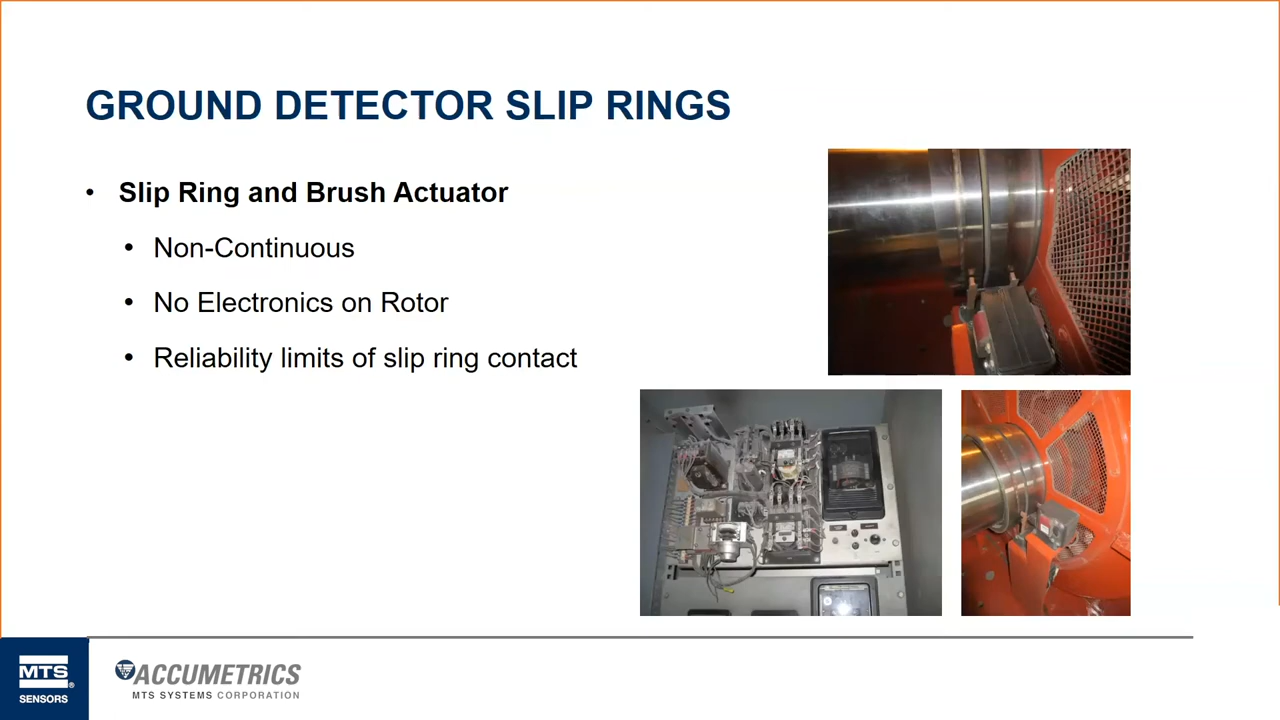 GROUND DETECTOR SLIP RINGS
• Slip Ring and Brush Actuator
• Non-Continuous
• No Electronics on Rotor
• Reliability limits of slip ring contact
MTS®
SENSORS
ACCUMETRICS
MTS SYSTEMS CORPORATION